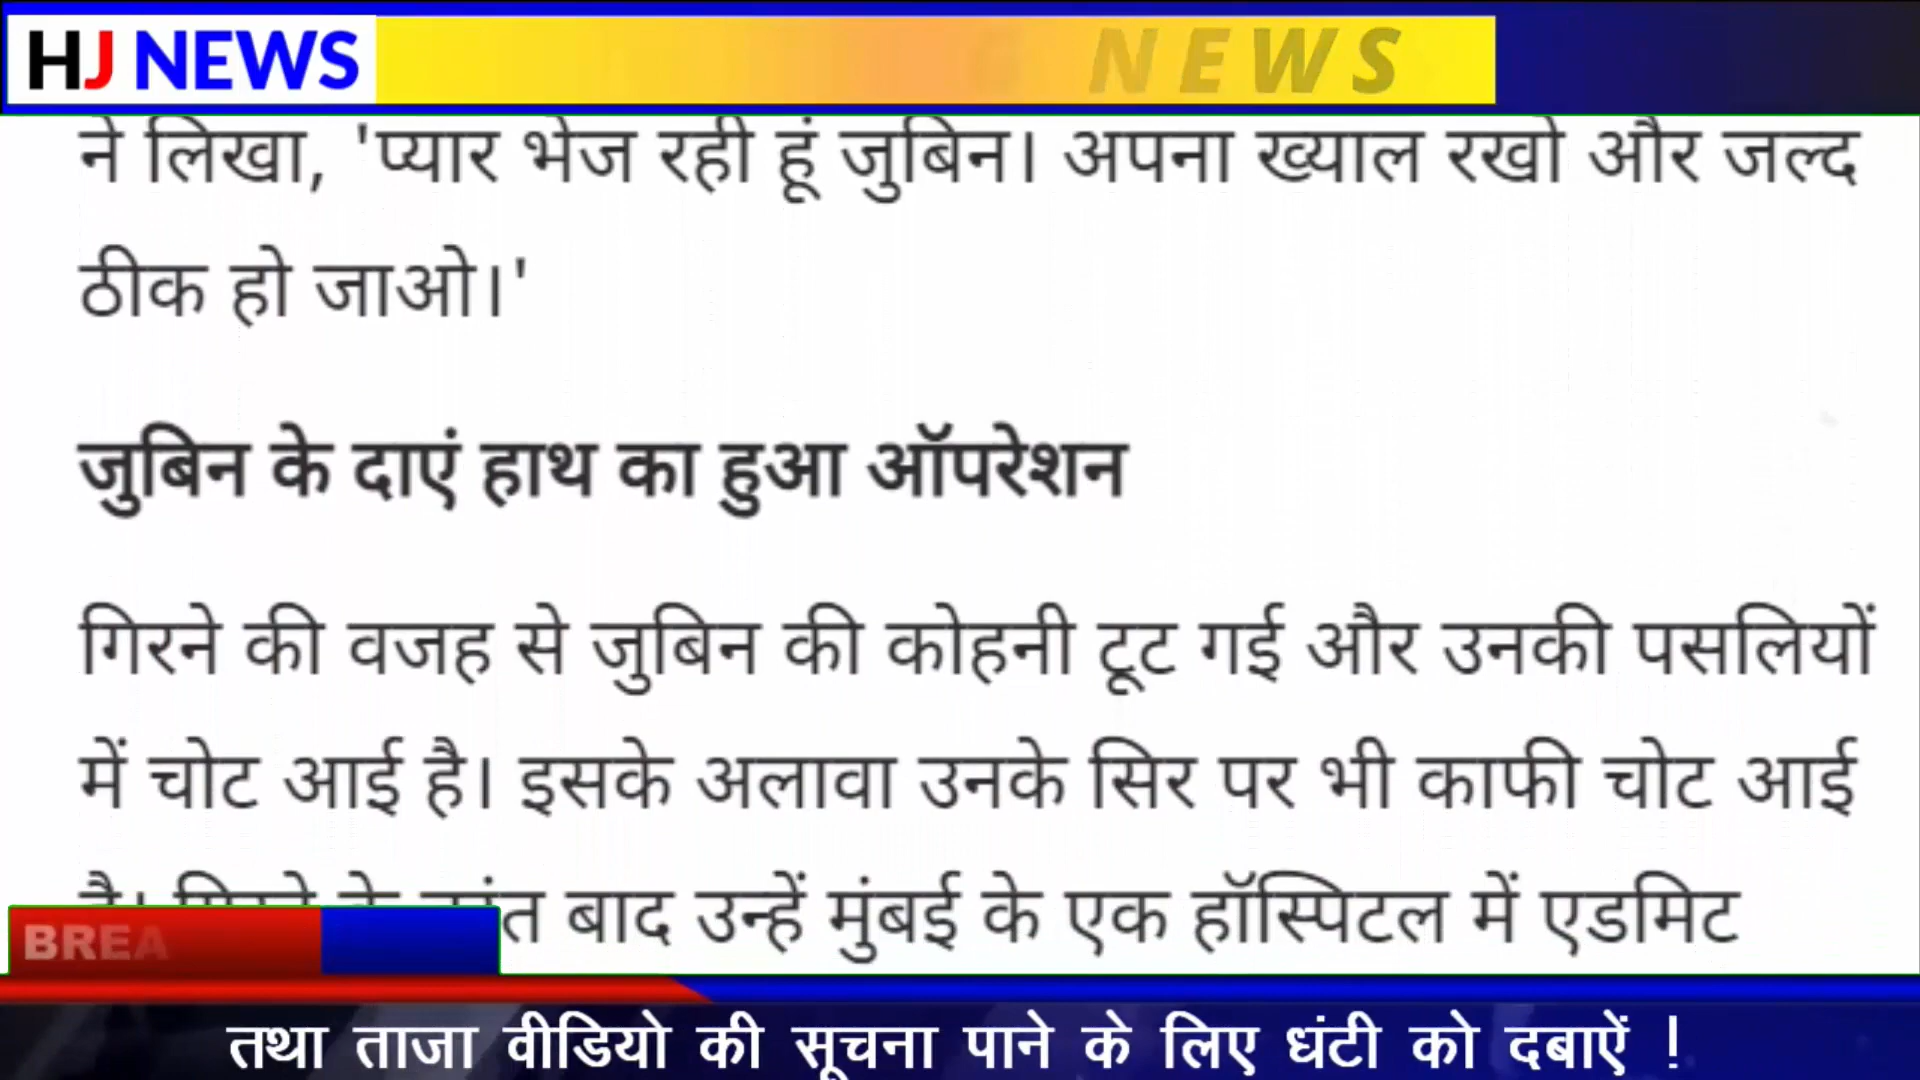 HJ NEWS
NEWS
ने लिखा, 'प्यार भेज रही हूं जुबिन। अपना ख्याल रखो और जल्द
ठीक हो जाओ।'
जुबिन के दाएं हाथ का हुआ ऑपरेशन
गिरने की वजह से जुबिन की कोहनी टूट गई और उनकी पसलियों
में चोट आई है। इसके अलावा उनके सिर पर भी काफी चोट आई
बाद उन्हें मुंबई के एक हॉस्पिटल में एडमिट
BREA
तथा ताजा वीडियो की सूचना पाने के लिए धंटी को दबाऐं !